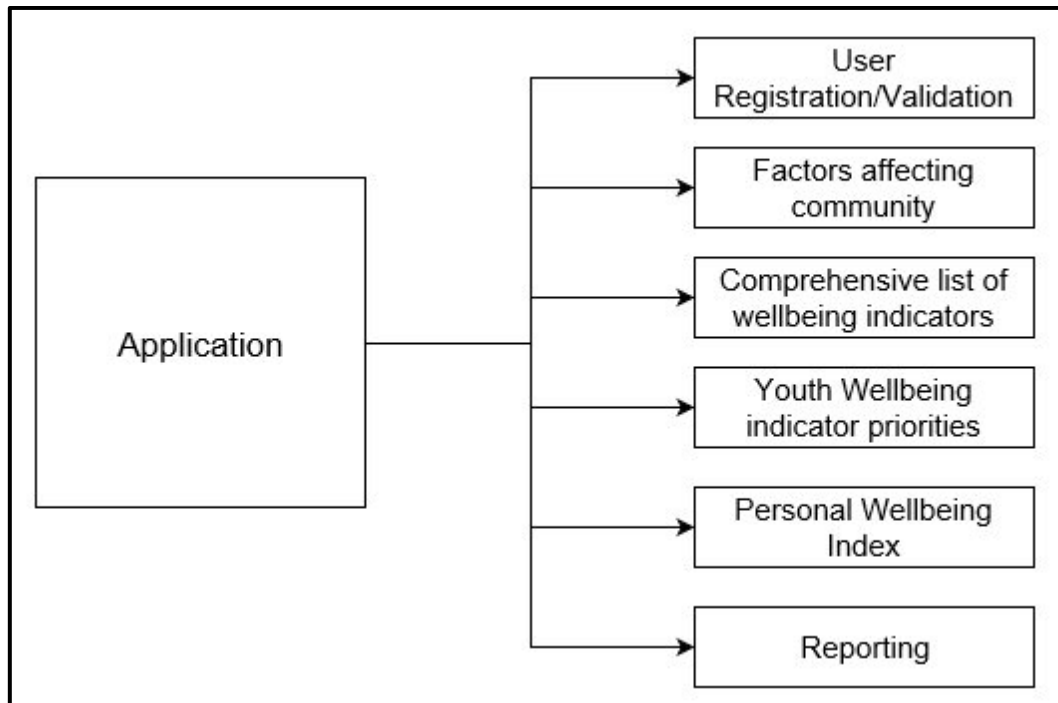 Application
User
Registration/Validation
Factors affecting
community
Comprehensive list of
wellbeing indicators
Youth Wellbeing
indicator priorities
Personal Wellbeing
Index
Reporting